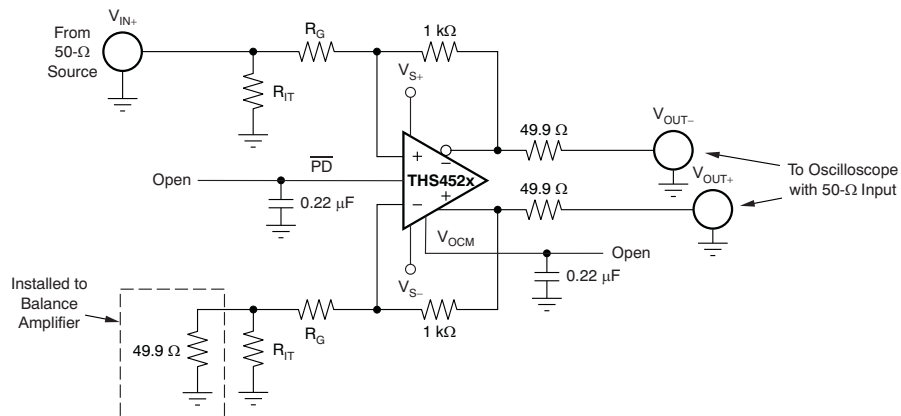 V_IN+
From
50-Ω
Source
R_G
1 kΩ
R_IT
V_S+
V_OUT−
49.9 Ω
PD
Open
THS452x
+
−
−
+
0.22 μF
49.9 Ω
V_OUT+
To Oscilloscope
with 50-Ω Input
V_OCM
Open
0.22 μF
V_S−
Installed to
Balance
Amplifier
49.9 Ω
R_IT
R_G
1 kΩ